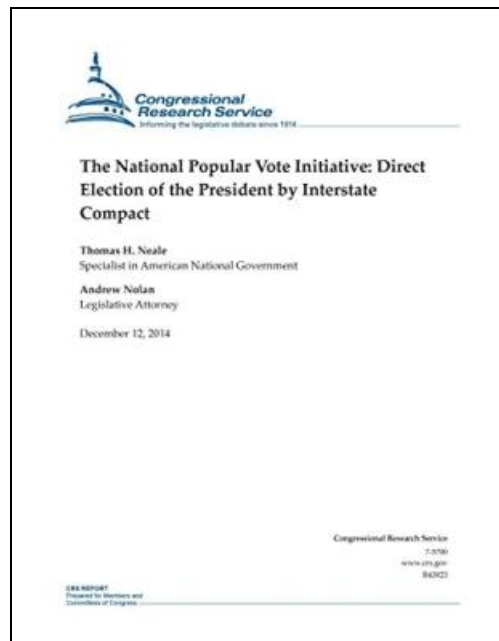 Congressional
Research Service
Informing the legislative debate since 1914
The National Popular Vote Initiative: Direct
Election of the President by Interstate
Compact
Thomas H. Neale
Specialist in American National Government
Andrew Nolan
Legislative Attorney
December 12, 2014
Congressional Research Service
7-5700
www.crs.gov
R43823
CRS REPORT
Prepared for Members and
Committees of Congress